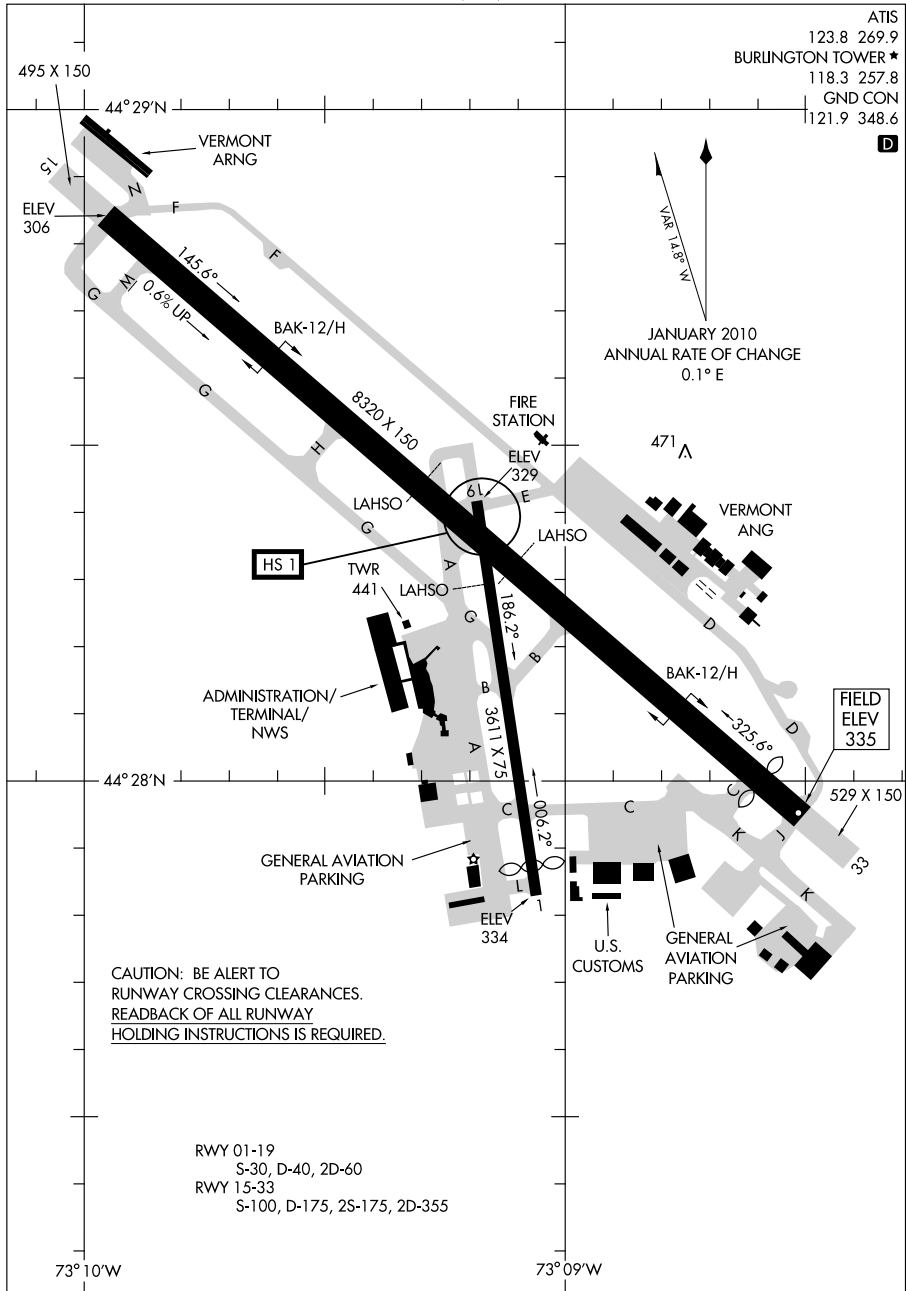 ATIS
123.8 269.9
BURLINGTON TOWER ★
118.3 257.8
GND CON
121.9 348.6
D
495 X 150
44°29'N
VERMONT
ARNG
15
N
F
ELEV
306
145.6°
F
VAR 14.8° W
M
G
0.6% UP
BAK-12/H
JANUARY 2010
ANNUAL RATE OF CHANGE
0.1° E
G
8320 X 150
FIRE
STATION
471
H
ELEV
329
19
E
LAHSO
VERMONT
ANG
G
LAHSO
HS 1
A
TWR
441
LAHSO
186.2°
G
D
B
BAK-12/H
ADMINISTRATION/
TERMINAL/
NWS
B
3611 X 75
A
325.6°
D
FIELD
ELEV
335
44°28'N
C
529 X 150
C
C
006.2°
K
J
33
GENERAL AVIATION
PARKING
L
1
K
ELEV
334
U.S.
CUSTOMS
GENERAL
AVIATION
PARKING
CAUTION: BE ALERT TO
RUNWAY CROSSING CLEARANCES.
READBACK OF ALL RUNWAY
HOLDING INSTRUCTIONS IS REQUIRED.
RWY 01-19
S-30, D-40, 2D-60
RWY 15-33
S-100, D-175, 2S-175, 2D-355
73°10'W
73°09'W